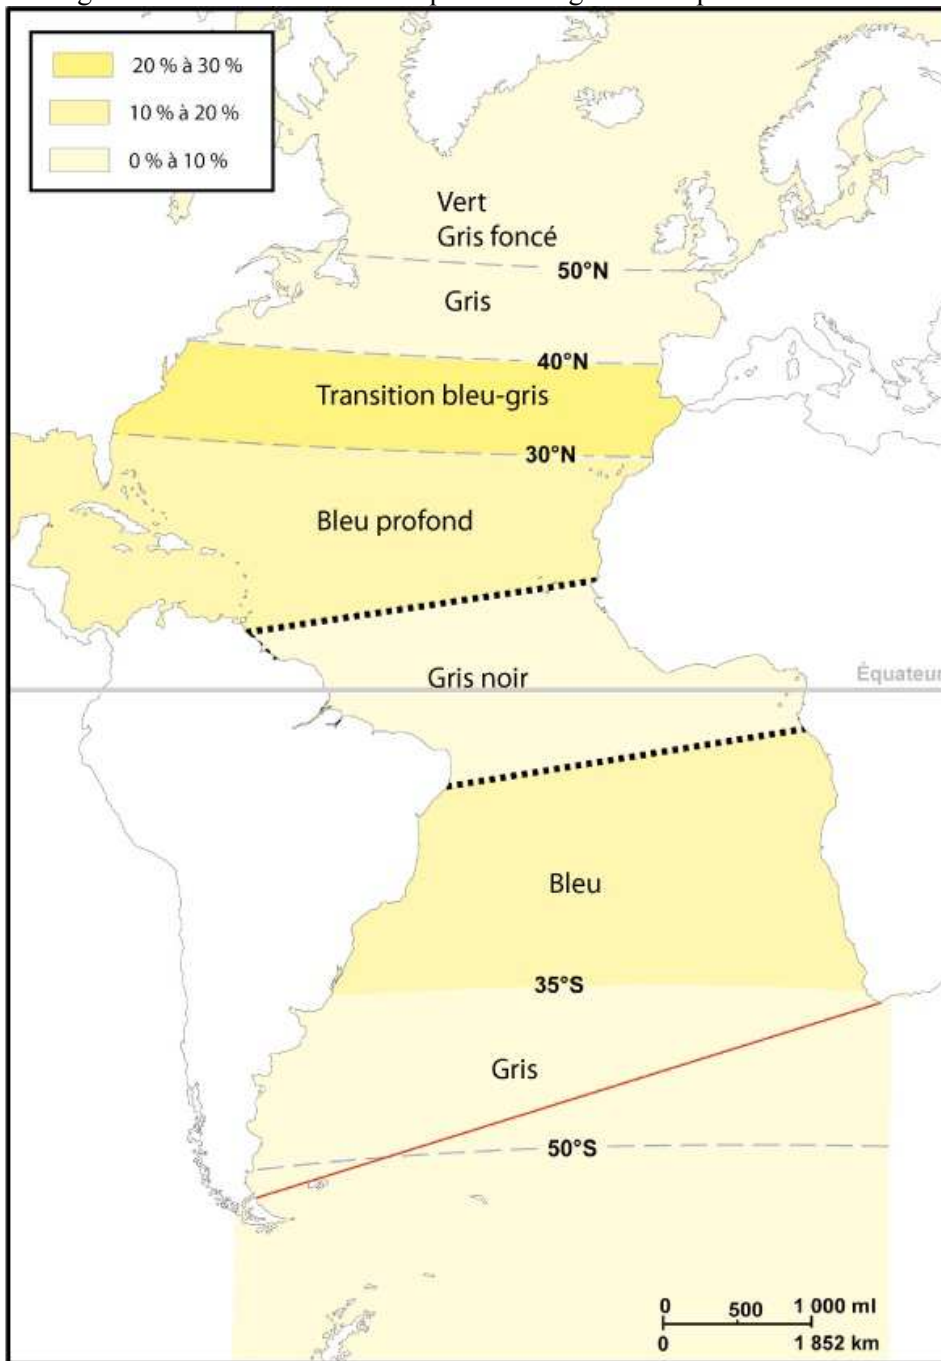 20 % à 30 %
10 % à 20 %
0 % à 10 %
Vert
Gris foncé
50°N
Gris
40°N
Transition bleu-gris
30°N
Bleu profond
Équateur
Gris noir
Bleu
35°S
Gris
50°S
0 500 1 000 ml
0 1 852 km